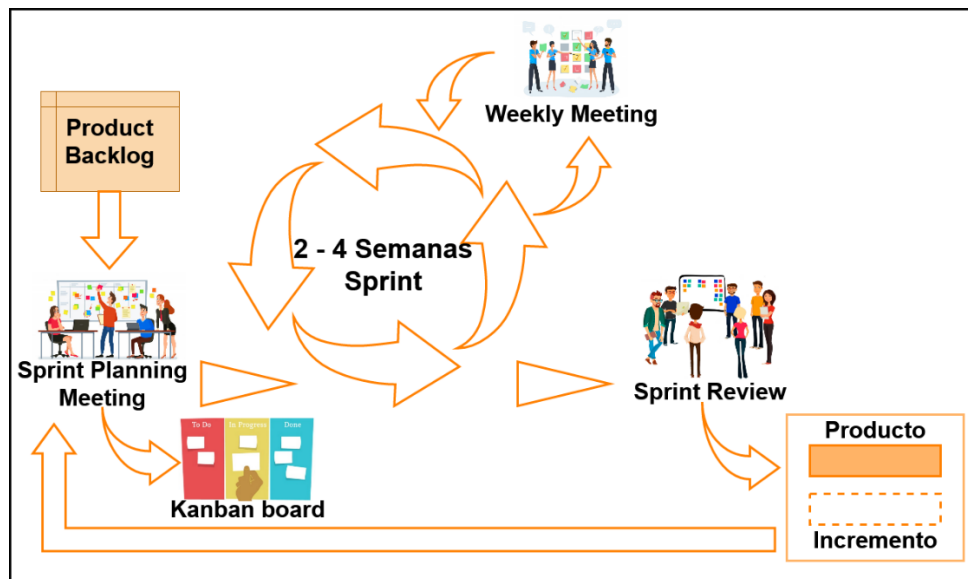 Weekly Meeting
Product
Backlog
2 - 4 Semanas
Sprint
Sprint Planning
Meeting
Sprint Review
To Do
In Progress
Done
Kanban board
Producto
Incremento